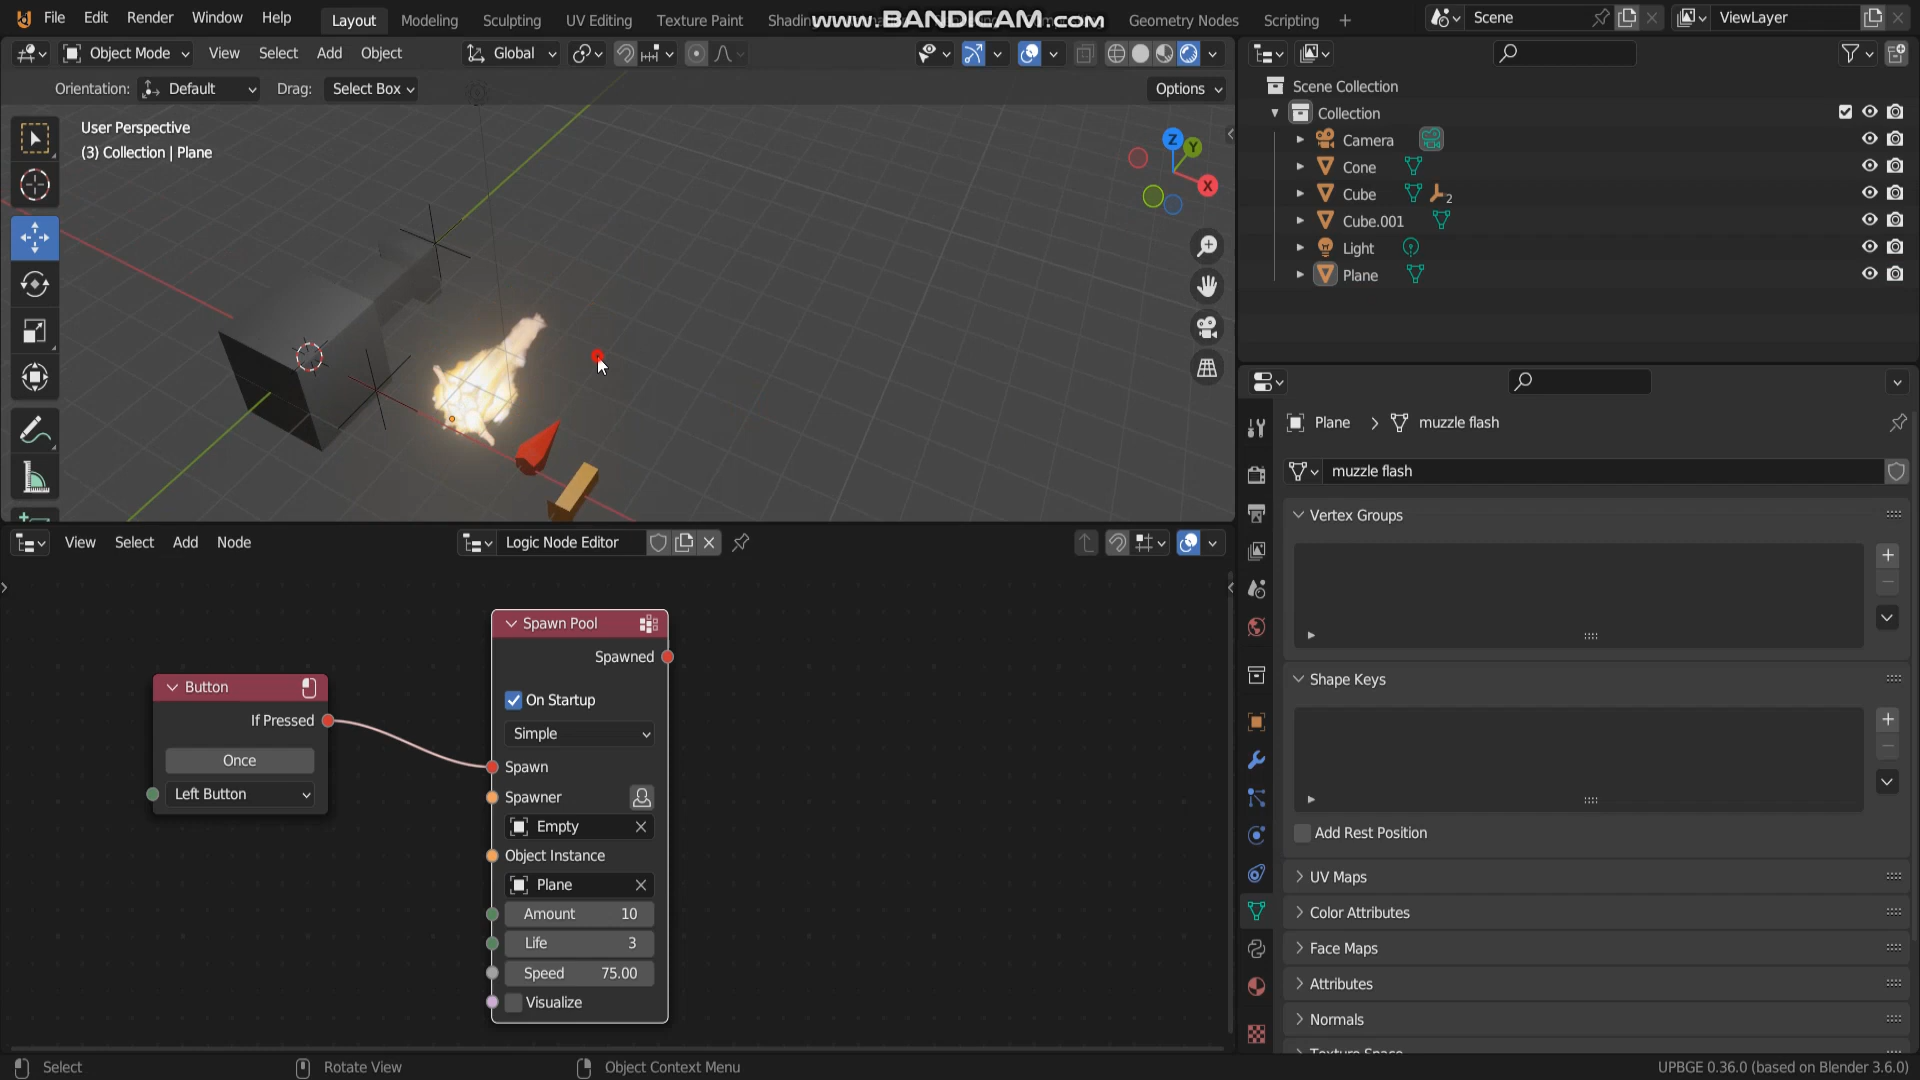 File Edit Render Window Help Layout Modeling Sculpting UV Editing Texture Paint Shadin
www.BANDICAM.com
Geometry Nodes Scripting + Scene ViewLayer
Object Mode View Select Add Object Global
Orientation: Default Drag: Select Box Options
User Perspective
(3) Collection | Plane
Z
Y
X
Scene Collection
Collection
Camera
Cone
Cube 2
Cube.001
Light
Plane
Plane muzzle flash
muzzle flash
Vertex Groups
Shape Keys
Add Rest Position
UV Maps
Color Attributes
Face Maps
Attributes
Normals
View Select Add Node Logic Node Editor
Button
If Pressed
Once
Left Button
Spawn Pool
Spawned
On Startup
Simple
Spawn
Spawner
Empty
Object Instance
Plane
Amount 10
Life 3
Speed 75.00
Visualize
Select Rotate View Object Context Menu UPBGE 0.36.0 (based on Blender 3.6.0)